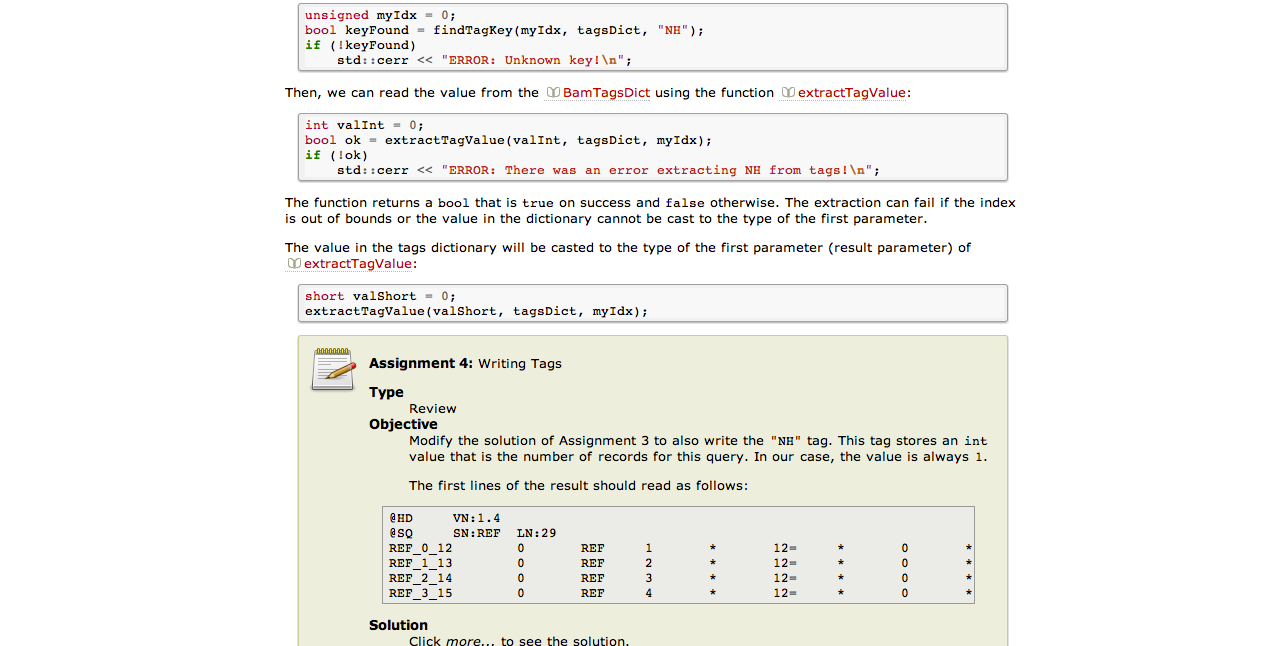 unsigned myIdx = 0;
bool keyFound = findTagKey(myIdx, tagsDict, "NH");
if (!keyFound)
    std::cerr << "ERROR: Unknown key!\n";
Then, we can read the value from the BamTagsDict using the function extractTagValue:
int valInt = 0;
bool ok = extractTagValue(valInt, tagsDict, myIdx);
if (!ok)
    std::cerr << "ERROR: There was an error extracting NH from tags!\n";
The function returns a bool that is true on success and false otherwise. The extraction can fail if the index
is out of bounds or the value in the dictionary cannot be cast to the type of the first parameter.
The value in the tags dictionary will be casted to the type of the first parameter (result parameter) of
extractTagValue:
short valShort = 0;
extractTagValue(valShort, tagsDict, myIdx);
Assignment 4: Writing Tags
Type
Review
Objective
Modify the solution of Assignment 3 to also write the "NH" tag. This tag stores an int
value that is the number of records for this query. In our case, the value is always 1.
The first lines of the result should read as follows:
@HD     VN:1.4
@SQ     SN:REF  LN:29
REF_0_12        0       REF     1       *       12=     *       0       *
REF_1_13        0       REF     2       *       12=     *       0       *
REF_2_14        0       REF     3       *       12=     *       0       *
REF_3_15        0       REF     4       *       12=     *       0       *
Solution
Click more... to see the solution.